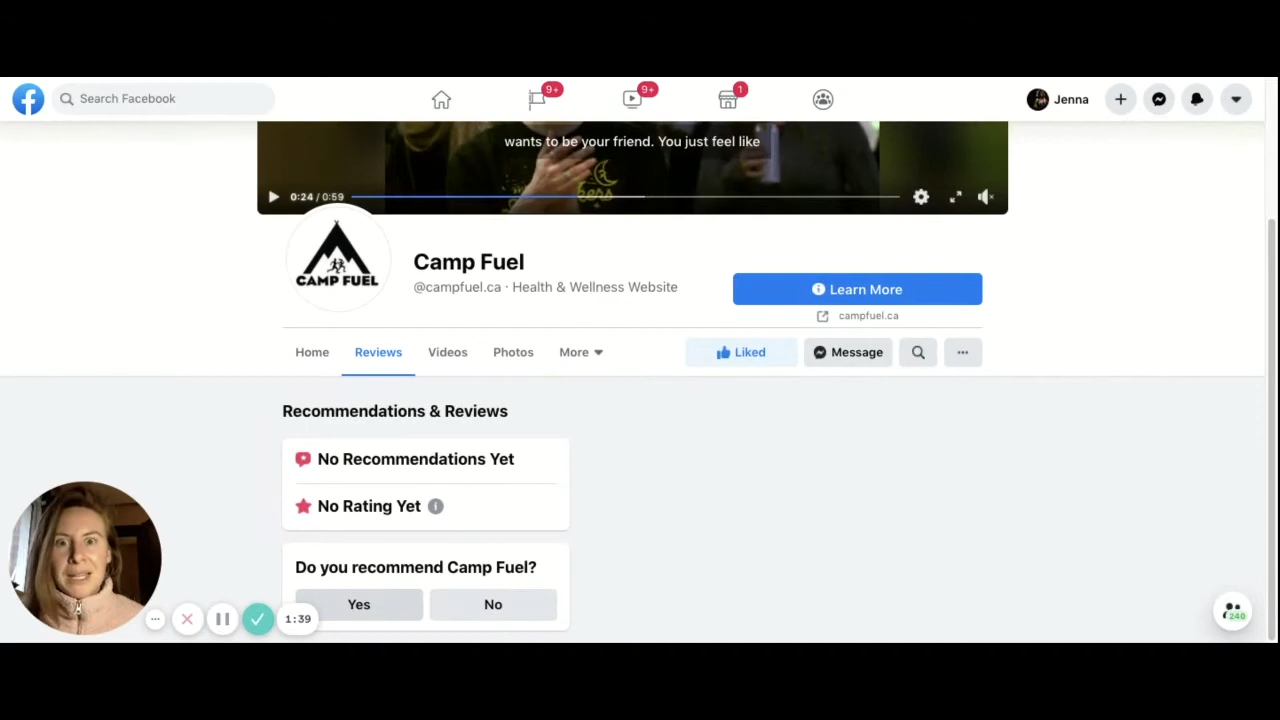 Search Facebook
9+
9+
1
Jenna
wants to be your friend. You just feel like
0:24 / 0:59
CAMP FUEL
Camp Fuel
@campfuel.ca · Health & Wellness Website
Learn More
campfuel.ca
Home
Reviews
Videos
Photos
More
Liked
Message
Recommendations & Reviews
No Recommendations Yet
No Rating Yet
Do you recommend Camp Fuel?
Yes
No
1:39
240